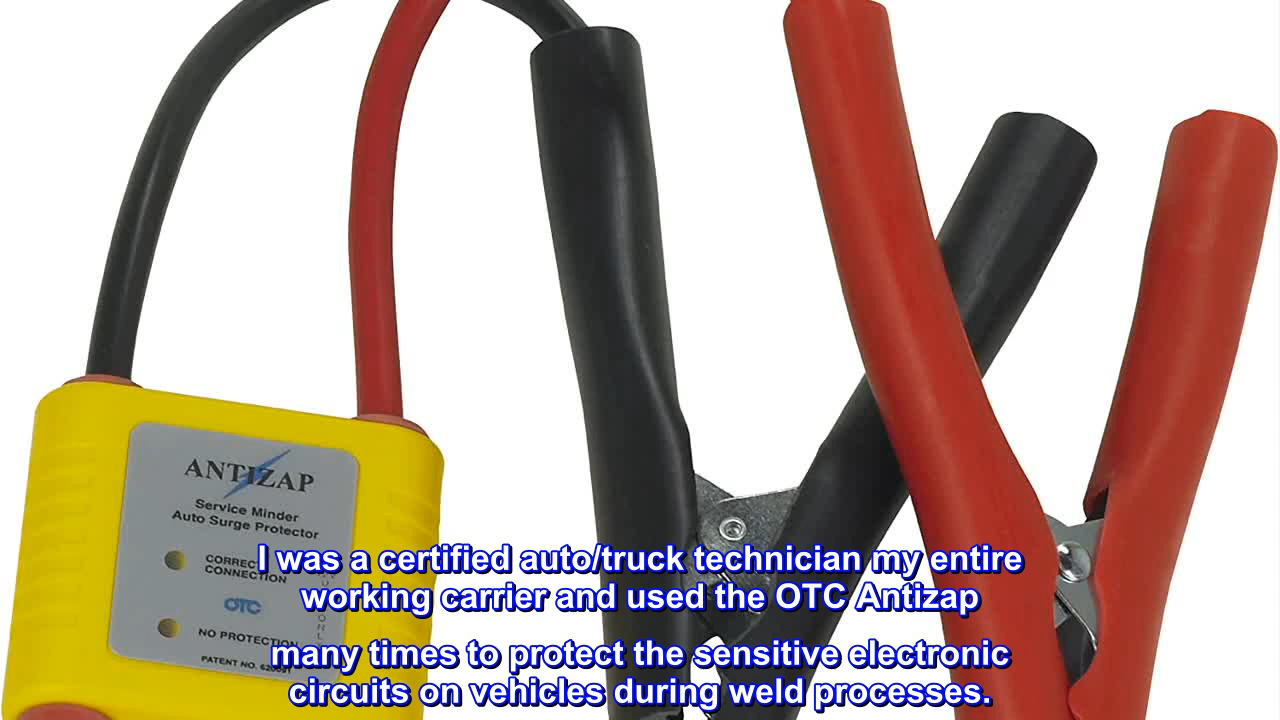 ANTIZAP
Service Minder
Auto Surge Protector
CORRECT
CONNECTION
OTC
NO PROTECTION
PATENT NO.
I was a certified auto/truck technician my entire
working carrier and used the OTC Antizap
many times to protect the sensitive electronic
circuits on vehicles during weld processes.